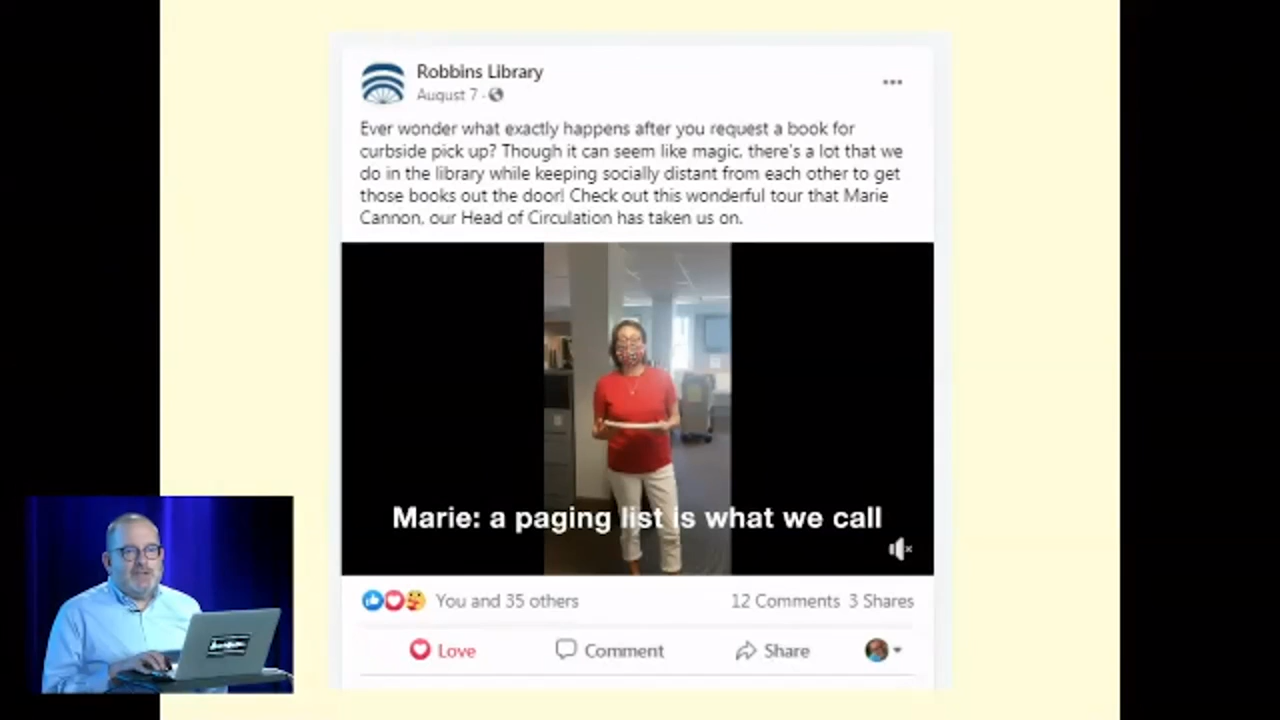 Robbins Library
August 7 ·
Ever wonder what exactly happens after you request a book for
curbside pick up? Though it can seem like magic, there's a lot that we
do in the library while keeping socially distant from each other to get
those books out the door! Check out this wonderful tour that Marie
Cannon, our Head of Circulation has taken us on.
Marie: a paging list is what we call
You and 35 others
12 Comments 3 Shares
Love
Comment
Share